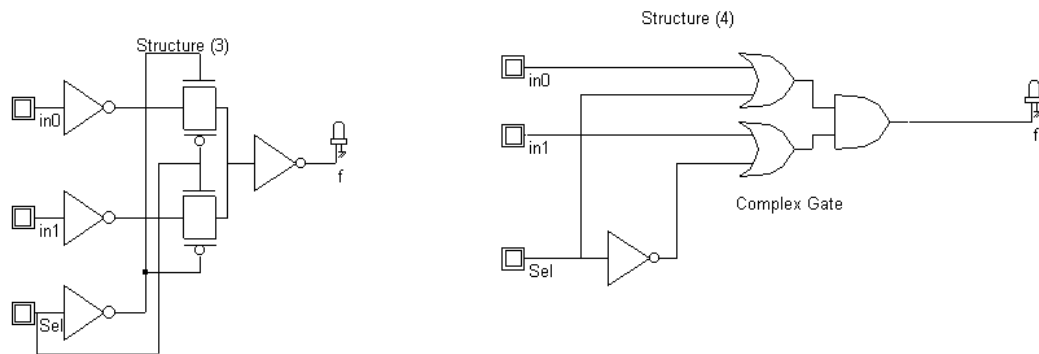 Structure (3)
in0
in1
Sel
f
Structure (4)
in0
in1
Sel
f
Complex Gate